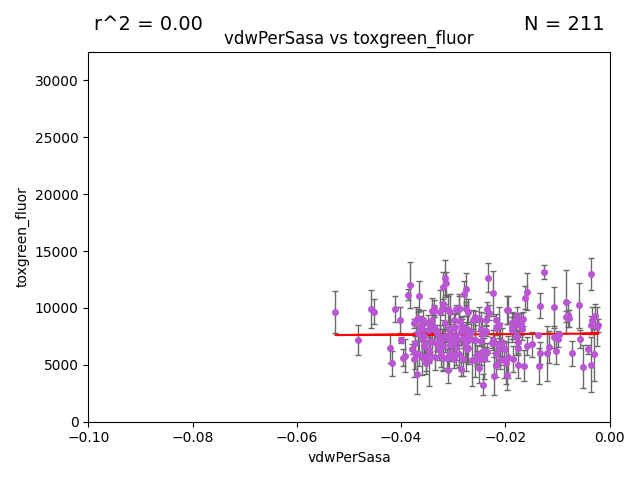 r^2 = 0.00
N = 211
vdwPerSasa vs toxgreen_fluor
30000
25000
20000
15000
10000
5000
0
toxgreen_fluor
−0.10
−0.08
−0.06
−0.04
−0.02
0.00
vdwPerSasa